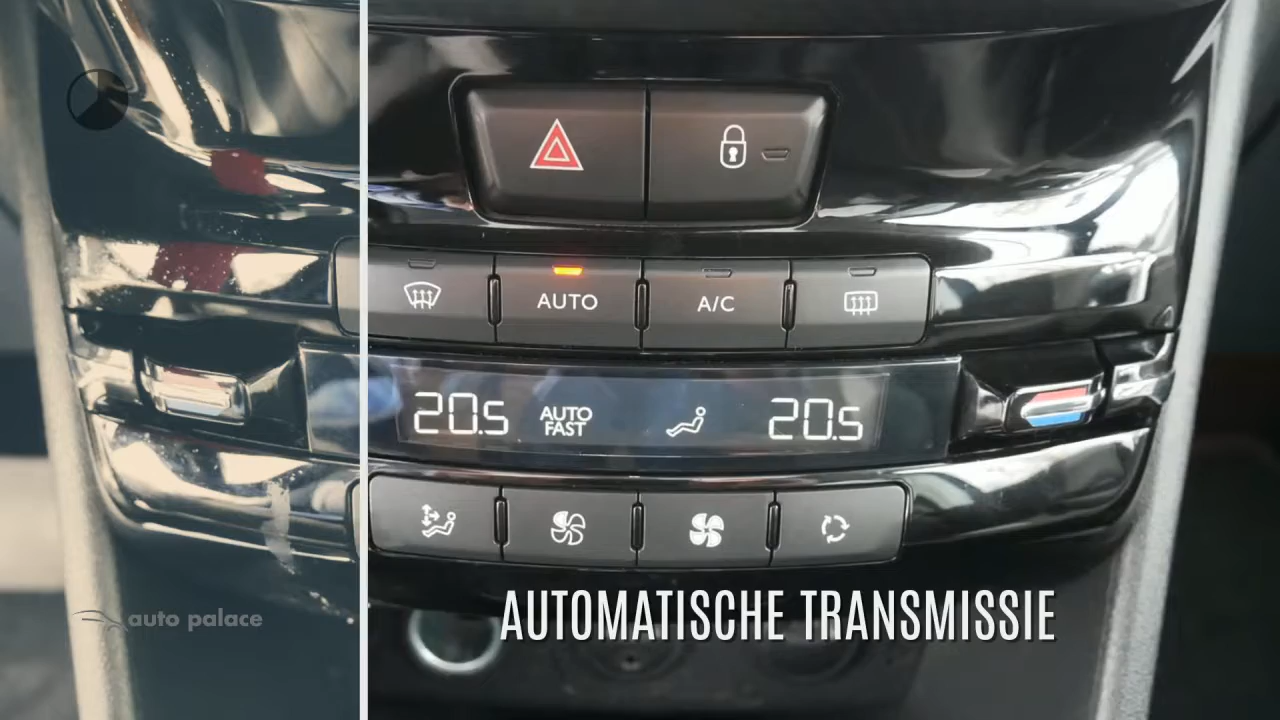 AUTO
A/C
20.5
AUTO
FAST
20.5
AUTOMATISCHE TRANSMISSIE
auto palace